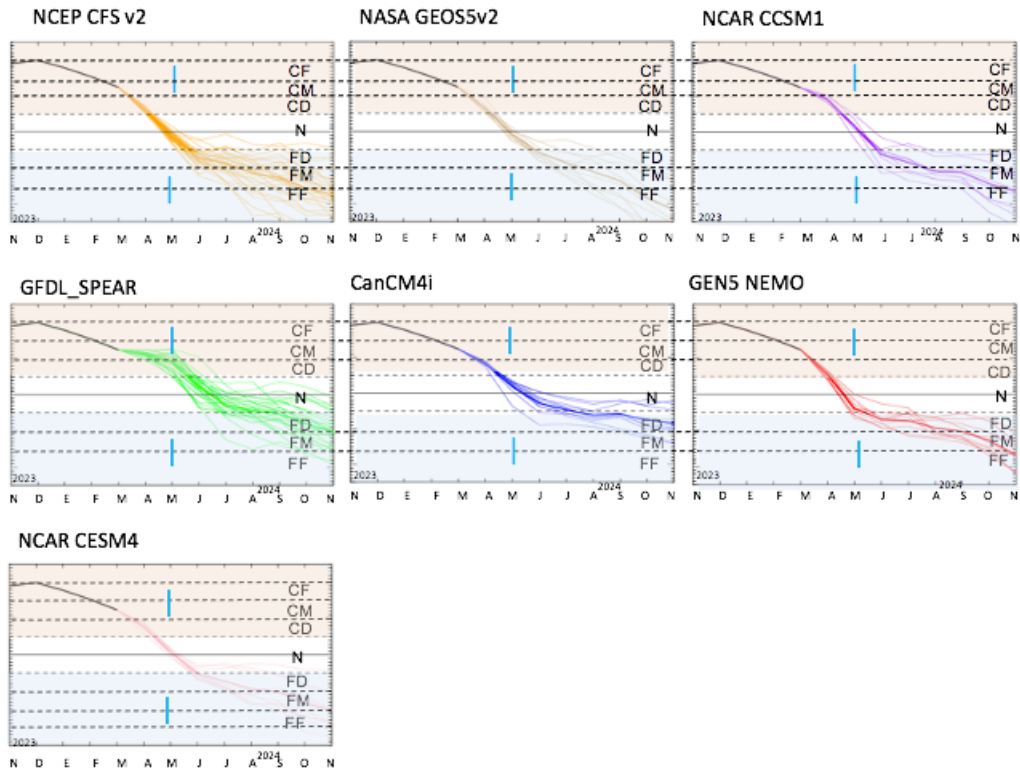 NCEP CFS v2
NASA GEOS5v2
NCAR CCSM1
CF
CM
CD
N
FD
FM
FF
2023
2024
N D E F M A M J J A S O N
CF
CM
CD
N
FD
FM
FF
2023
2024
N D E F M A M J J A S O N
CF
CM
CD
N
FD
FM
FF
2023
2024
N D E F M A M J J A S O N
GFDL_SPEAR
CanCM4i
GEN5 NEMO
CF
CM
CD
N
FD
FM
FF
2023
2024
N D E F M A M J J A S O N
CF
CM
CD
N
FD
FM
FF
2023
2024
N D E F M A M J J A S O N
CF
CM
CD
N
FD
FM
FF
2023
2024
N D E F M A M J J A S O N
NCAR CESM4
CF
CM
CD
N
FD
FM
FF
2023
2024
N D E F M A M J J A S O N